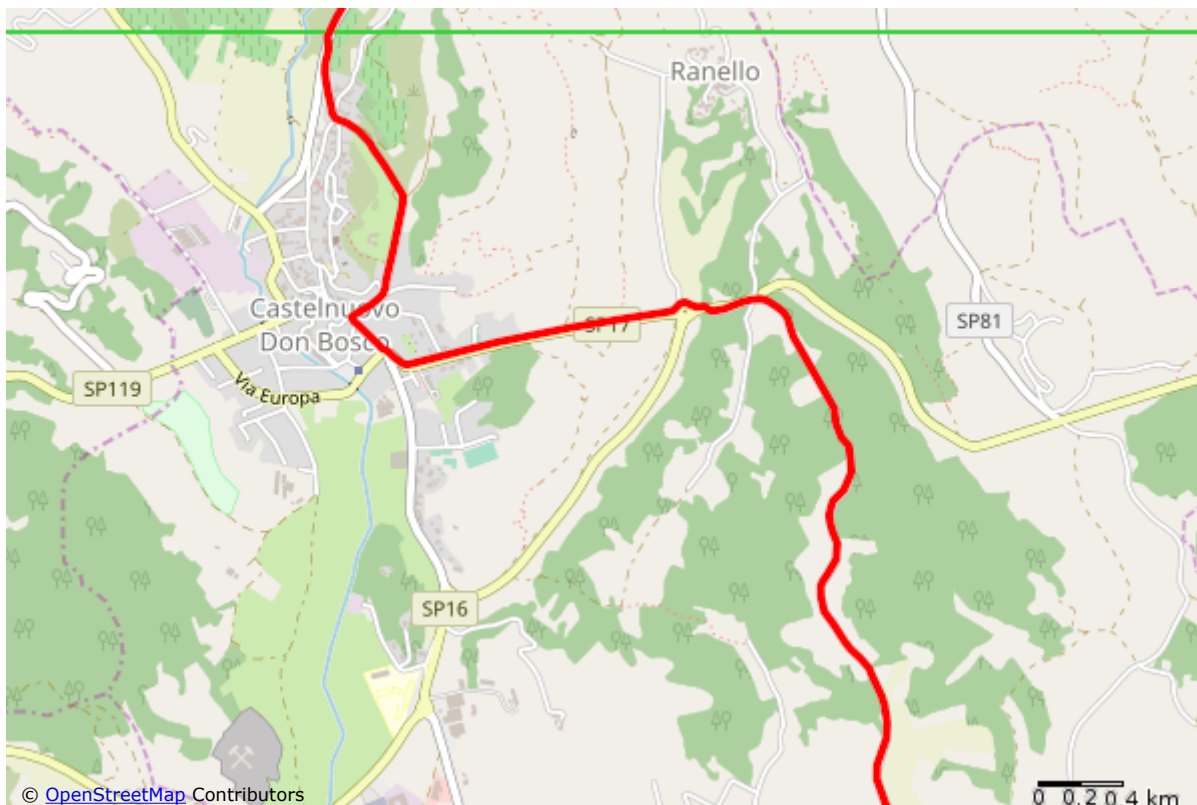 Ranello
Castelnuovo
Don Bosco
SP17
SP81
SP119
Via Europa
SP16
© OpenStreetMap Contributors
0 0.2 0.4 km